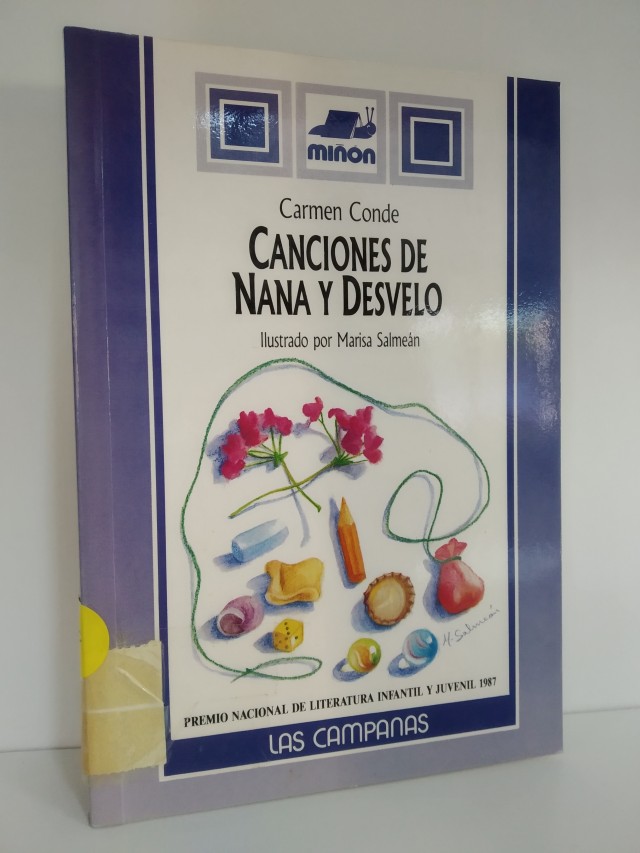 miñon
Carmen Conde
CANCIONES DE
NANA Y DESVELO
Ilustrado por Marisa Salmeán
M. Salmeán
PREMIO NACIONAL DE LITERATURA INFANTIL Y JUVENIL 1987
LAS CAMPANAS